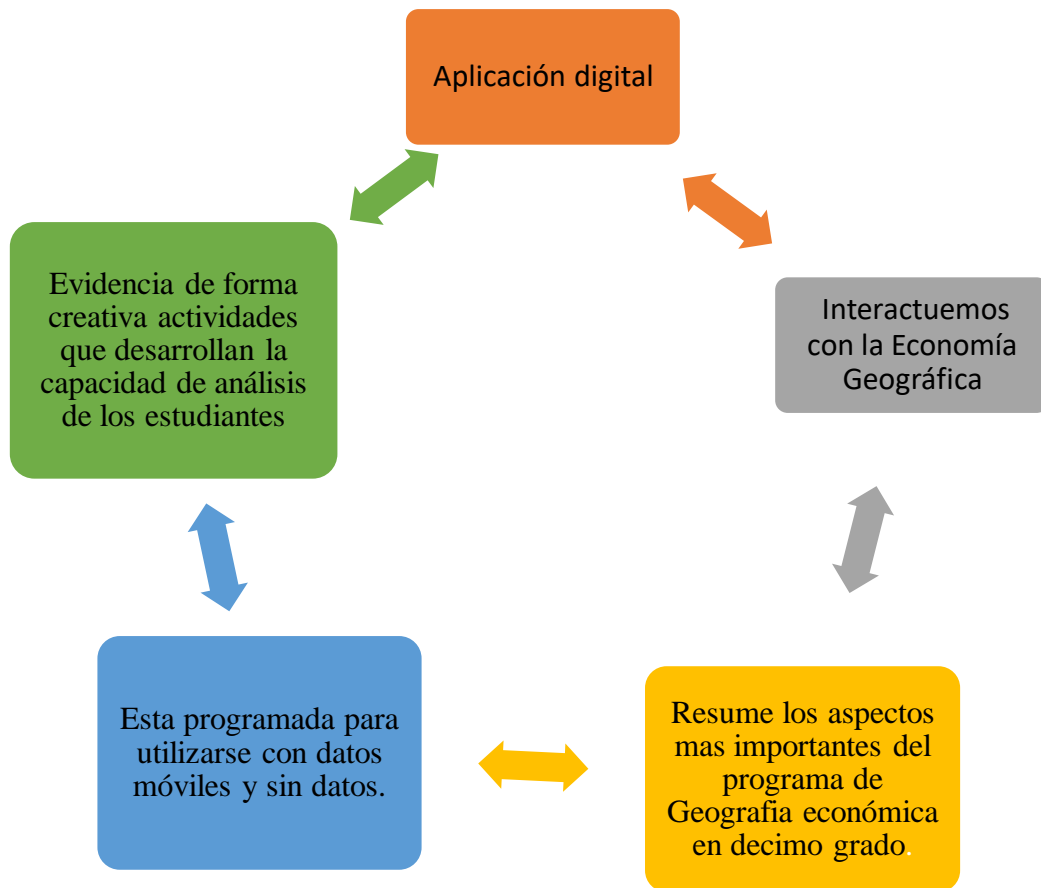 Aplicación digital
Interactuemos
con la Economía
Geográfica
Resume los aspectos
mas importantes del
programa de
Geografia económica
en decimo grado.
Esta programada para
utilizarse con datos
móviles y sin datos.
Evidencia de forma
creativa actividades
que desarrollan la
capacidad de análisis
de los estudiantes